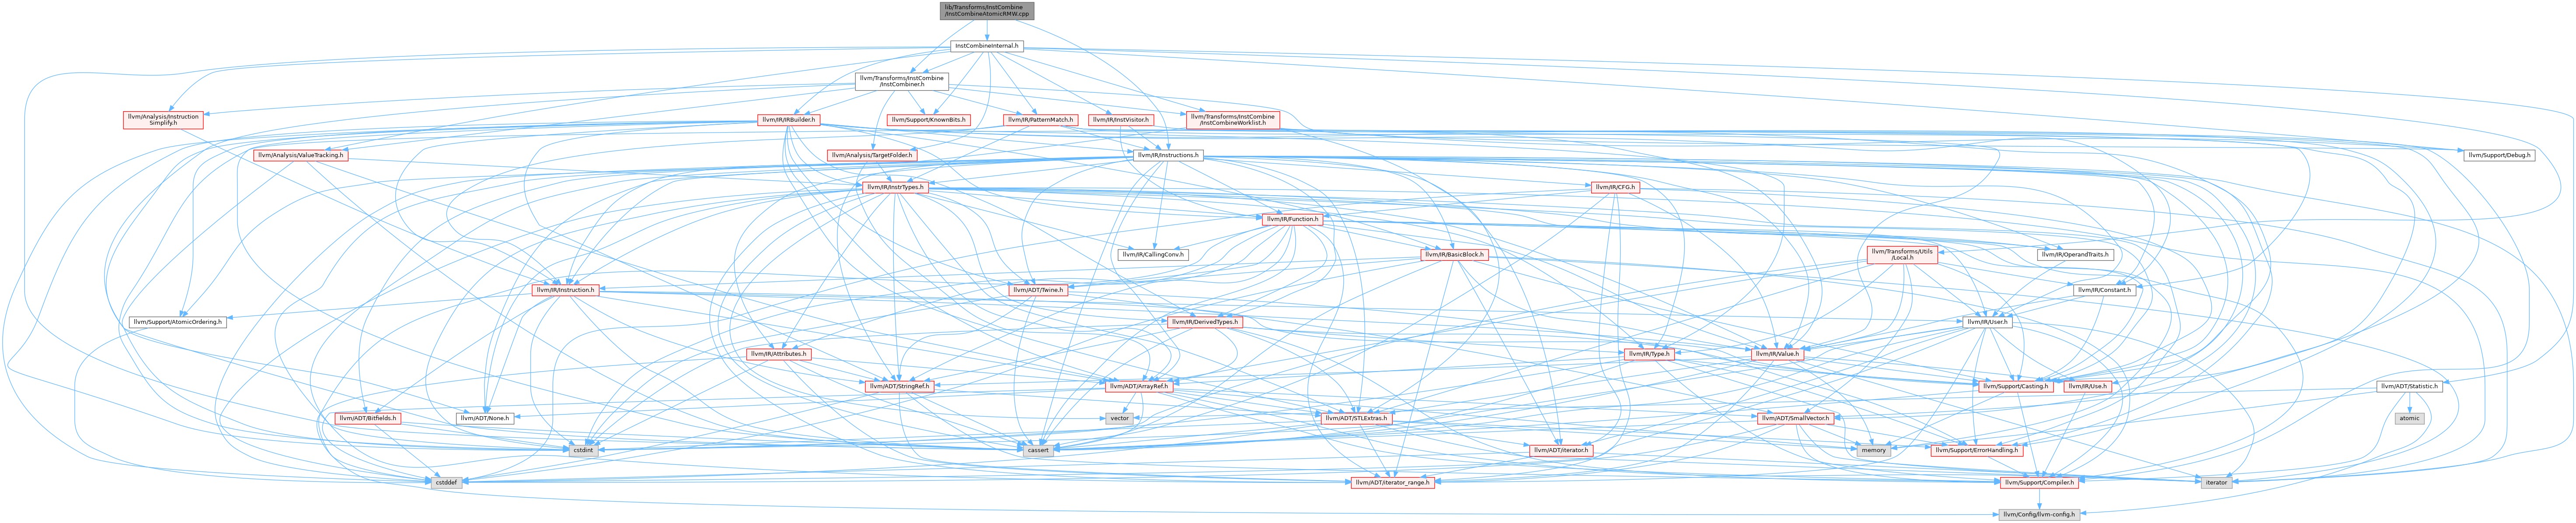 lib/Transforms/InstCombine
/InstCombineAtomicRMW.cpp
InstCombineInternal.h
llvm/Transforms/InstCombine
/InstCombiner.h
llvm/Analysis/Instruction
Simplify.h
llvm/IR/IRBuilder.h
llvm/Support/KnownBits.h
llvm/IR/PatternMatch.h
llvm/IR/InstVisitor.h
llvm/Transforms/InstCombine
/InstCombineWorklist.h
llvm/Analysis/ValueTracking.h
llvm/Analysis/TargetFolder.h
llvm/IR/Instructions.h
llvm/Support/Debug.h
llvm/IR/InstrTypes.h
llvm/IR/CFG.h
llvm/IR/Function.h
llvm/IR/CallingConv.h
llvm/IR/BasicBlock.h
llvm/Transforms/Utils
/Local.h
llvm/IR/OperandTraits.h
llvm/IR/Instruction.h
llvm/ADT/Twine.h
llvm/IR/Constant.h
llvm/Support/AtomicOrdering.h
llvm/IR/DerivedTypes.h
llvm/IR/User.h
llvm/IR/Attributes.h
llvm/IR/Type.h
llvm/IR/Value.h
llvm/ADT/StringRef.h
llvm/ADT/ArrayRef.h
llvm/Support/Casting.h
llvm/IR/Use.h
llvm/ADT/Statistic.h
llvm/ADT/Bitfields.h
llvm/ADT/None.h
vector
llvm/ADT/STLExtras.h
llvm/ADT/SmallVector.h
atomic
cstdint
cassert
llvm/ADT/iterator.h
memory
llvm/Support/ErrorHandling.h
cstddef
llvm/ADT/iterator_range.h
llvm/Support/Compiler.h
iterator
llvm/Config/llvm-config.h